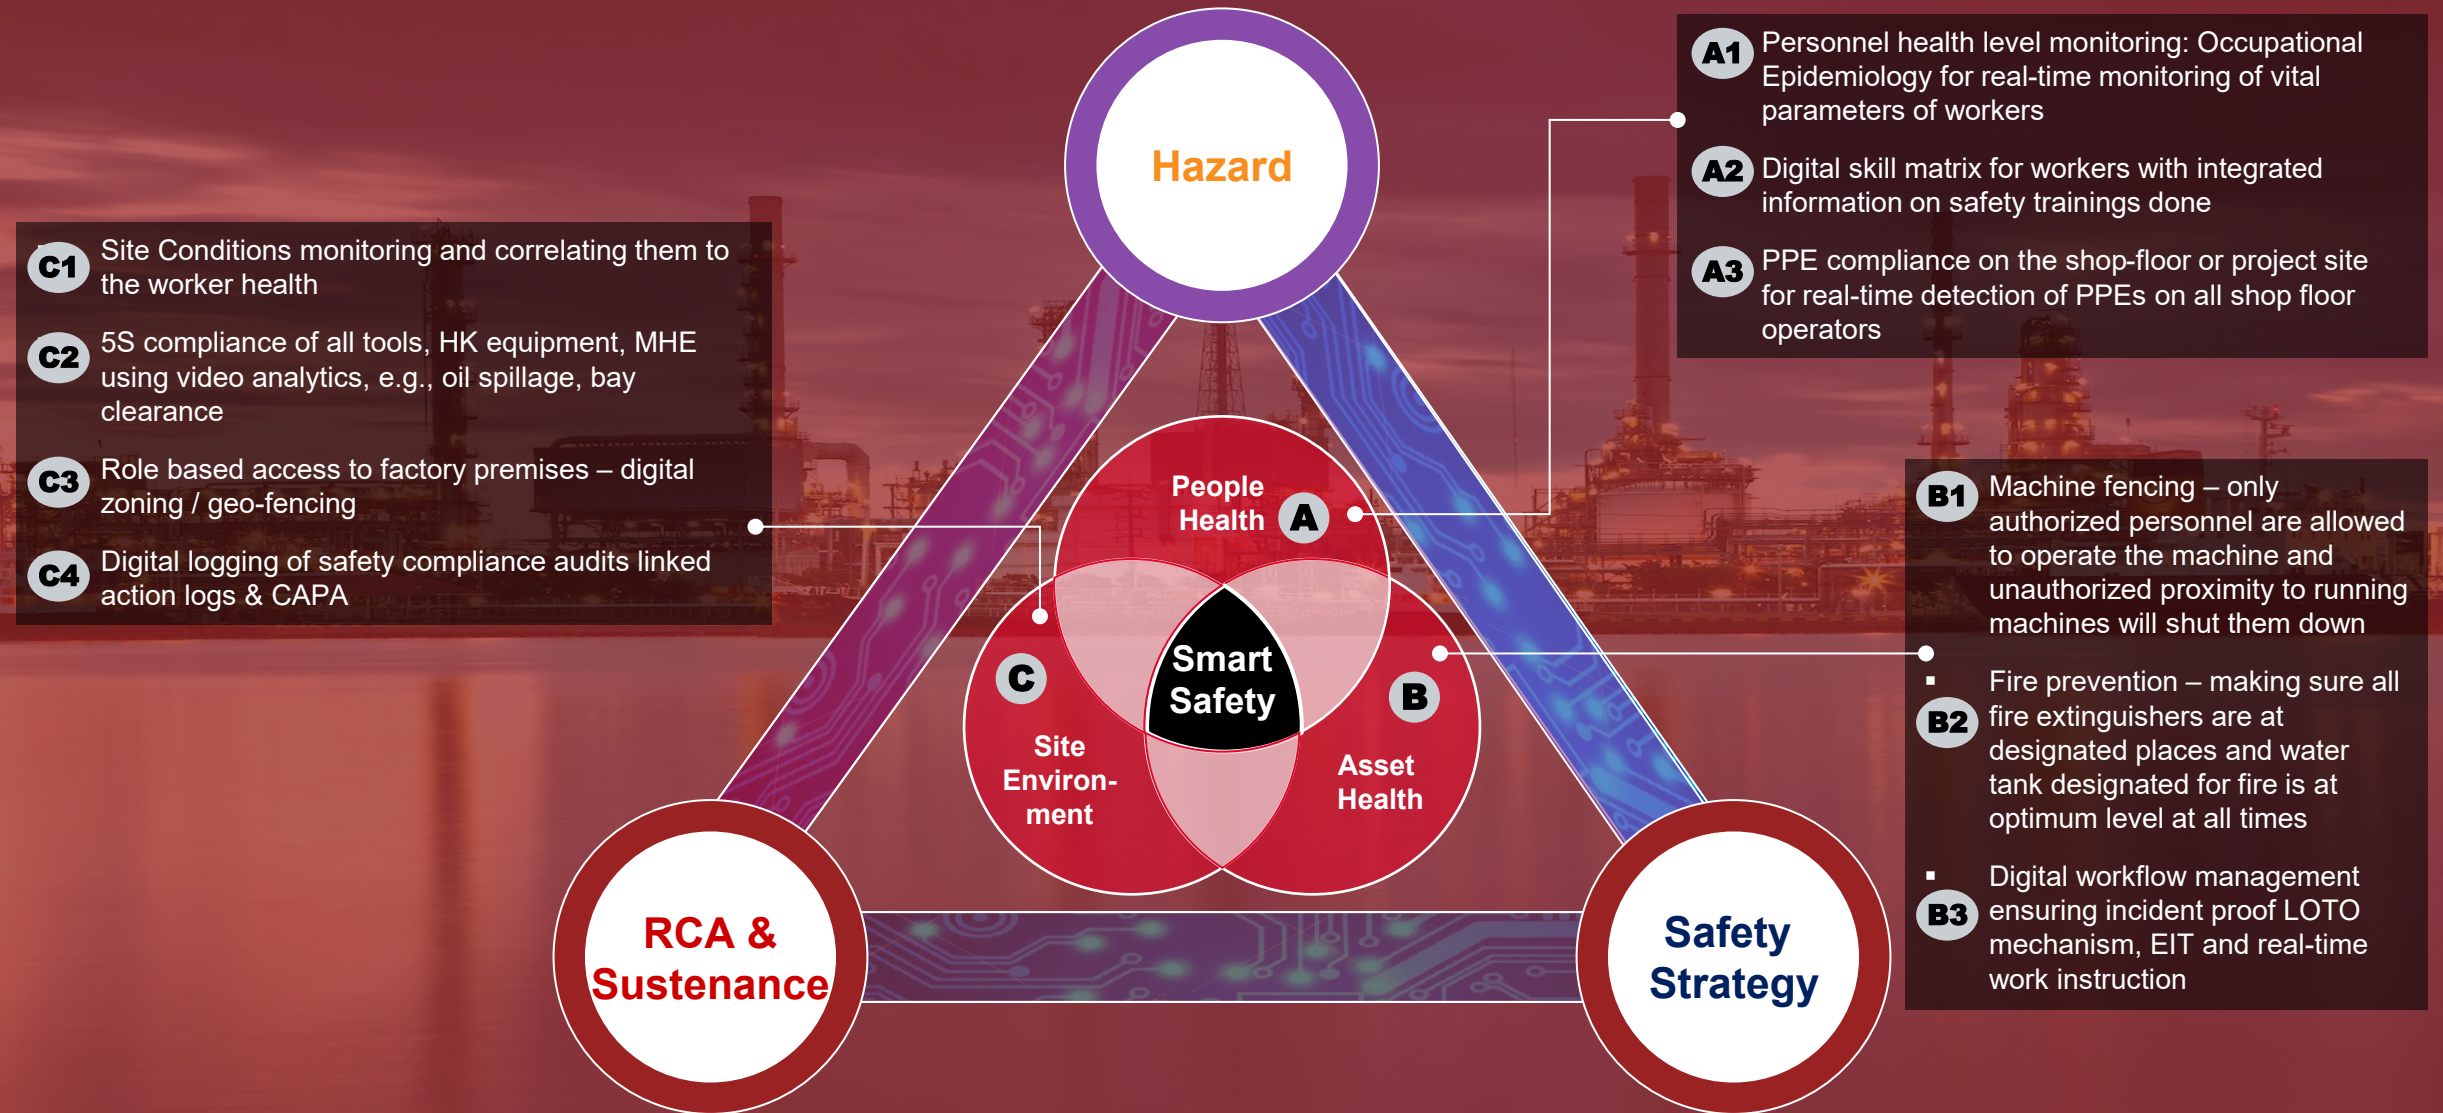 Hazard
A1
Personnel health level monitoring: Occupational
Epidemiology for real-time monitoring of vital
parameters of workers
A2
Digital skill matrix for workers with integrated
information on safety trainings done
A3
PPE compliance on the shop-floor or project site
for real-time detection of PPEs on all shop floor
operators
C1
Site Conditions monitoring and correlating them to
the worker health
C2
5S compliance of all tools, HK equipment, MHE
using video analytics, e.g., oil spillage, bay
clearance
C3
Role based access to factory premises – digital
zoning / geo-fencing
C4
Digital logging of safety compliance audits linked
action logs & CAPA
People
Health
A
Smart
Safety
C
Site
Environ-
ment
B
Asset
Health
B1
Machine fencing – only
authorized personnel are allowed
to operate the machine and
unauthorized proximity to running
machines will shut them down
B2
▪ Fire prevention – making sure all
fire extinguishers are at
designated places and water
tank designated for fire is at
optimum level at all times
B3
▪ Digital workflow management
ensuring incident proof LOTO
mechanism, EIT and real-time
work instruction
RCA &
Sustenance
Safety
Strategy